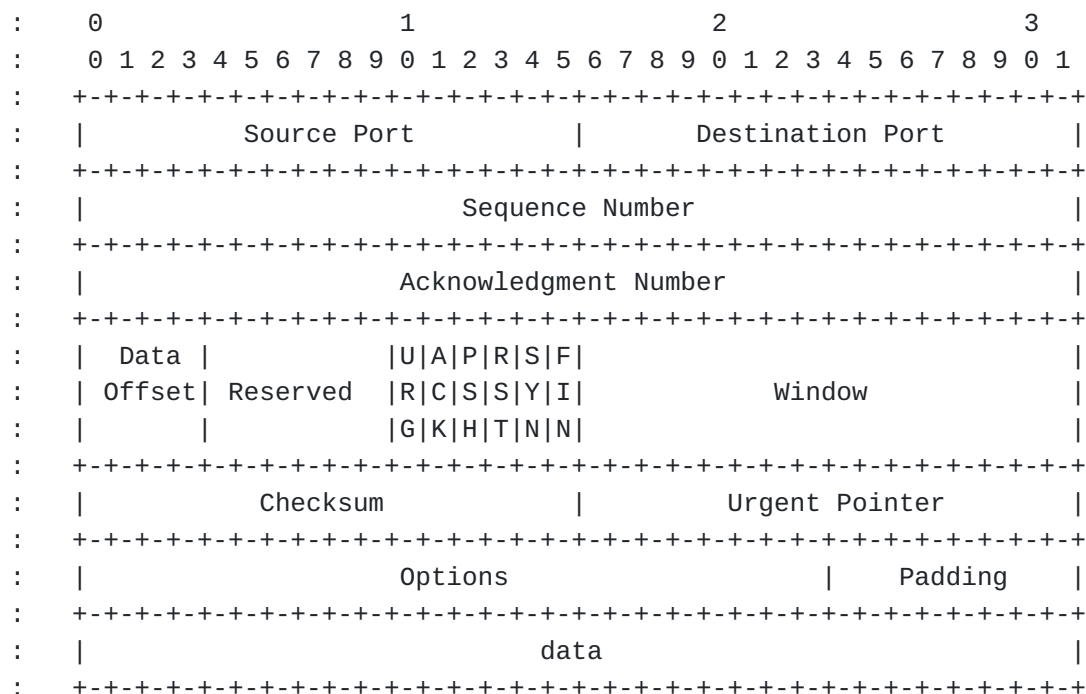 :    0                   1                   2                   3
:    0 1 2 3 4 5 6 7 8 9 0 1 2 3 4 5 6 7 8 9 0 1 2 3 4 5 6 7 8 9 0 1
:   +-+-+-+-+-+-+-+-+-+-+-+-+-+-+-+-+-+-+-+-+-+-+-+-+-+-+-+-+-+-+-+-+
:   |          Source Port          |       Destination Port        |
:   +-+-+-+-+-+-+-+-+-+-+-+-+-+-+-+-+-+-+-+-+-+-+-+-+-+-+-+-+-+-+-+-+
:   |                        Sequence Number                        |
:   +-+-+-+-+-+-+-+-+-+-+-+-+-+-+-+-+-+-+-+-+-+-+-+-+-+-+-+-+-+-+-+-+
:   |                    Acknowledgment Number                      |
:   +-+-+-+-+-+-+-+-+-+-+-+-+-+-+-+-+-+-+-+-+-+-+-+-+-+-+-+-+-+-+-+-+
:   |  Data |           |U|A|P|R|S|F|                               |
:   | Offset| Reserved  |R|C|S|S|Y|I|            Window             |
:   |       |           |G|K|H|T|N|N|                               |
:   +-+-+-+-+-+-+-+-+-+-+-+-+-+-+-+-+-+-+-+-+-+-+-+-+-+-+-+-+-+-+-+-+
:   |           Checksum            |         Urgent Pointer        |
:   +-+-+-+-+-+-+-+-+-+-+-+-+-+-+-+-+-+-+-+-+-+-+-+-+-+-+-+-+-+-+-+-+
:   |                    Options                    |    Padding    |
:   +-+-+-+-+-+-+-+-+-+-+-+-+-+-+-+-+-+-+-+-+-+-+-+-+-+-+-+-+-+-+-+-+
:   |                             data                              |
:   +-+-+-+-+-+-+-+-+-+-+-+-+-+-+-+-+-+-+-+-+-+-+-+-+-+-+-+-+-+-+-+-+